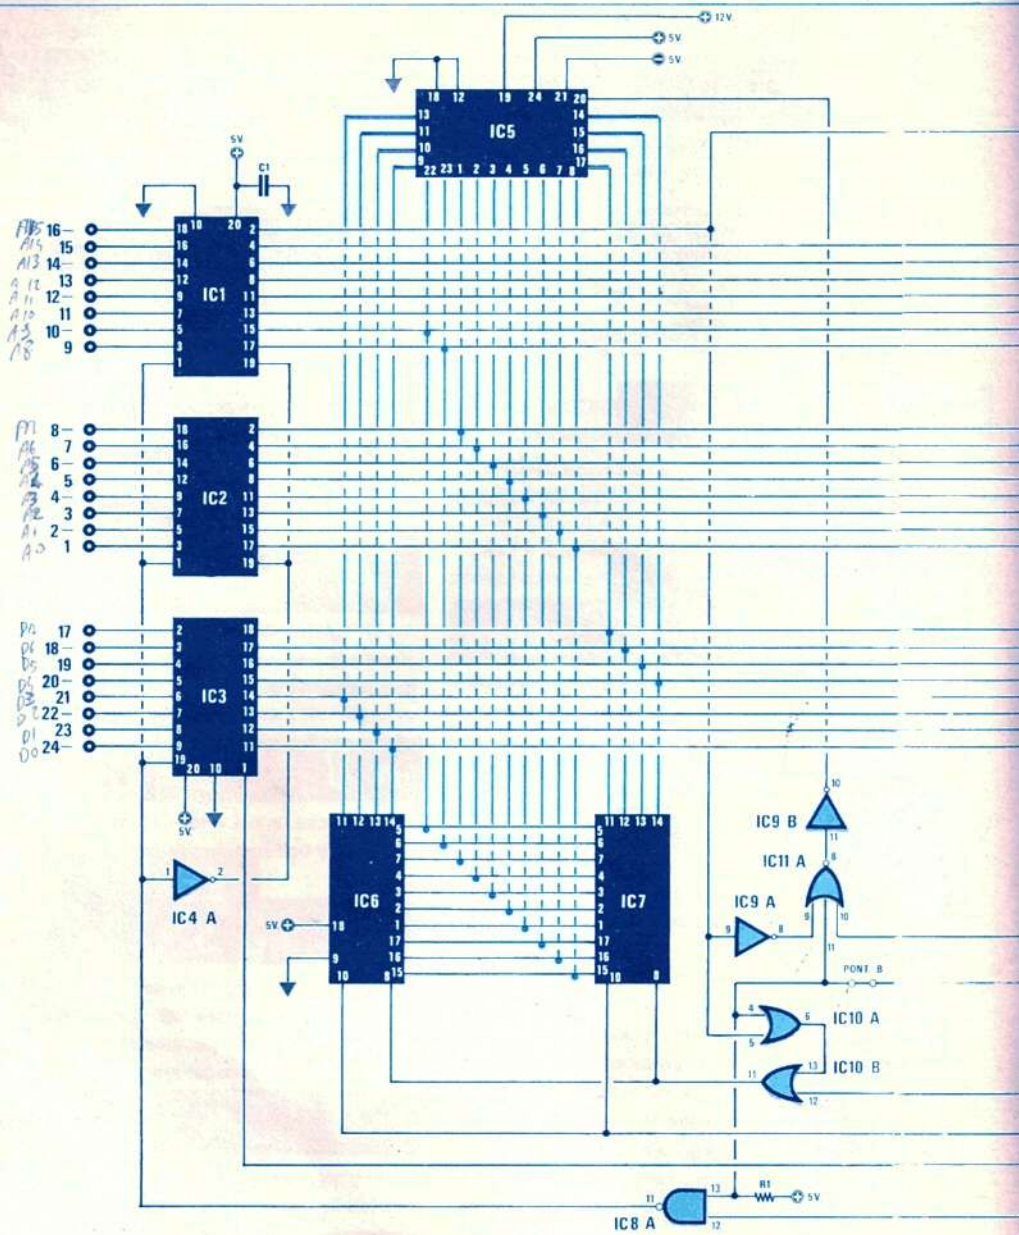 12V
5V
5V
18 12 19 24 21 20
13 14
11 IC5 15
10 16
9 22 23 1 2 3 4 5 6 7 8 17
5V
C1
18 10 20 2
16 4
14 6
12 8
9 IC1 11
7 13
5 15
3 17
1 19
A15 16
A14 15
A13 14
A12 13
A11 12
A10 11
A9 10
A8 9
18 2
16 4
14 6
12 8
9 IC2 11
7 13
5 15
3 17
1 19
A7 8
A6 7
A5 6
A4 5
A3 4
A2 3
A1 2
A0 1
2 18
3 17
4 16
5 15
6 IC3 14
7 13
8 12
9 11
19 20 10 1
D7 17
D6 18
D5 19
D4 20
D3 21
D2 22
D1 23
D0 24
5V
1 2
IC4 A
11 12 13 14
5
6
7
4
3
IC6
2
18 1
17
9 16
10 8 15
5V
11 12 13 14
5
6
7
4
3
IC7
2
1
17
16
15 10 8
10
IC9 B
11
IC11 A
8
IC9 A
9 8
9 10
11
PONT B
4 6 IC10 A
5
IC10 B
11 13
12
11 13
IC8 A 12
R1
5V